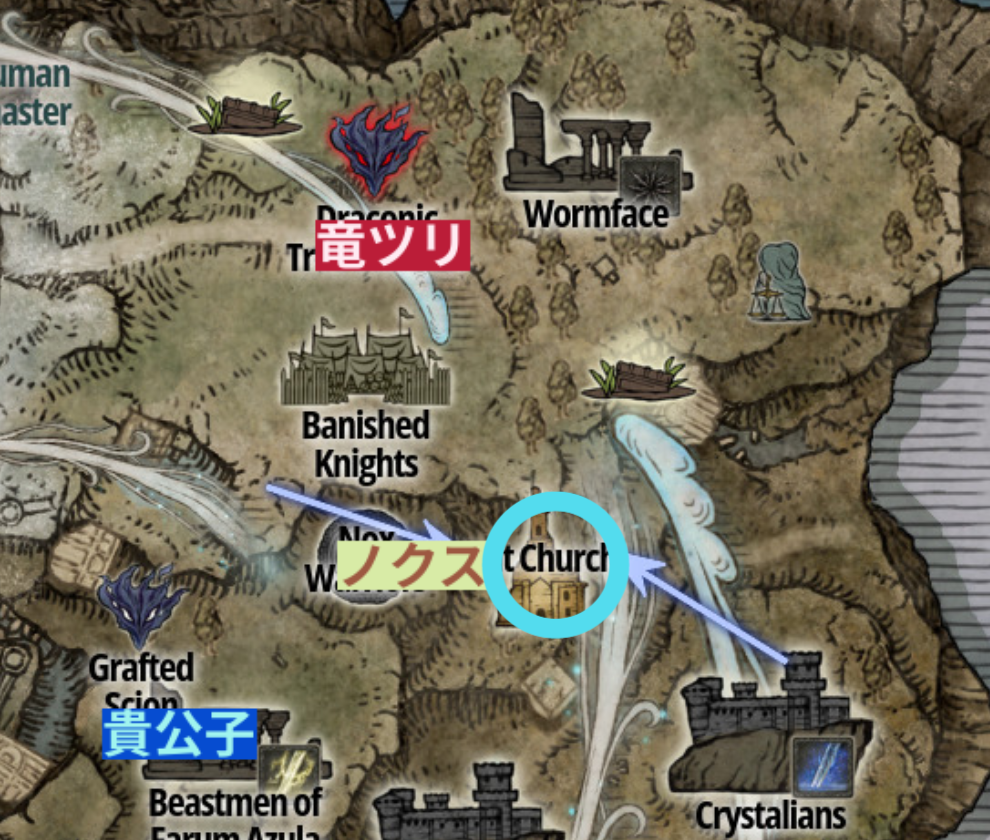 uman
aster
Draconic
Tr
竜ツリ
Wormface
Banished
Knights
Nox
ノクス
t Church
Grafted
Scion
貴公子
Beastmen of
Farum Azula
Crystalians